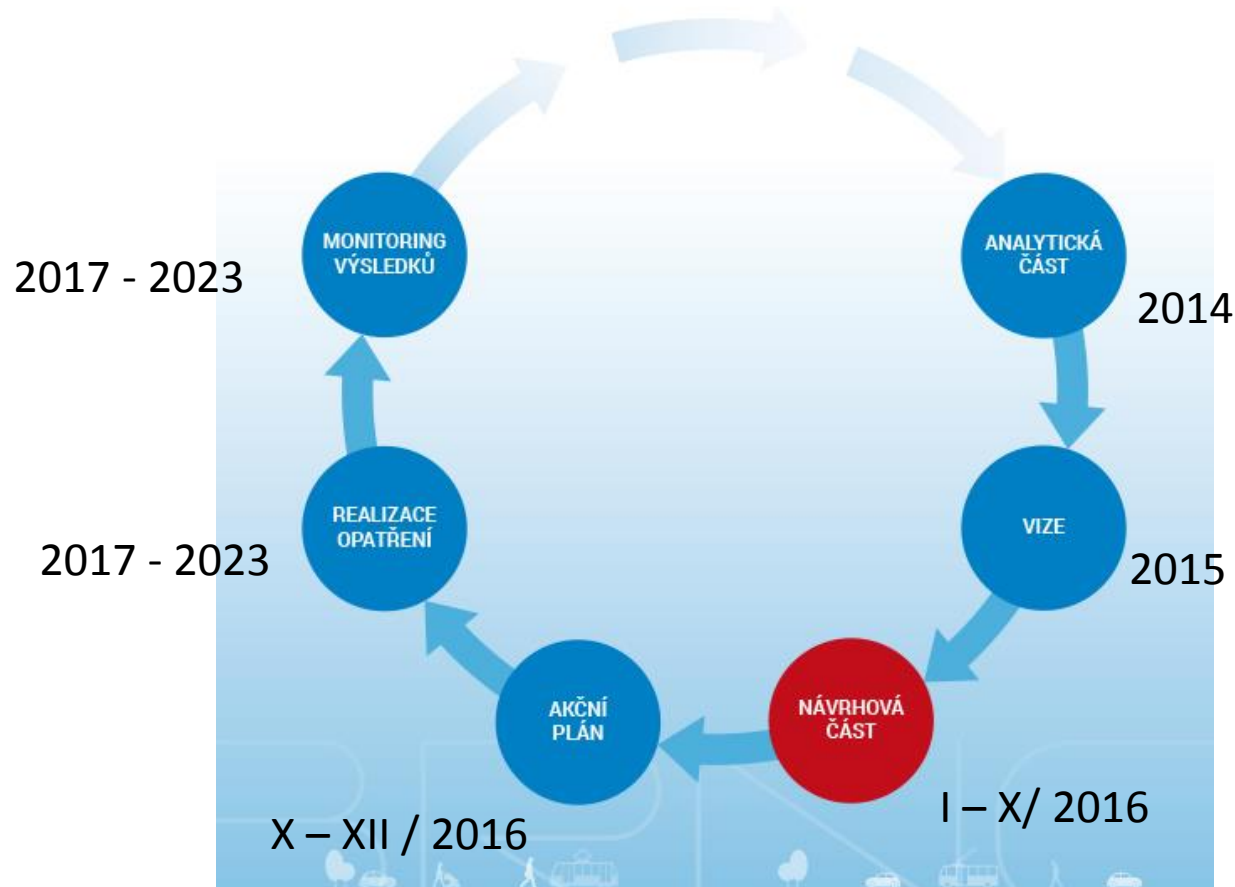 MONITORING
VÝSLEDKŮ
2017 - 2023
ANALYTICKÁ
ČÁST
2014
REALIZACE
OPATŘENÍ
2017 - 2023
VIZE
2015
AKČNÍ
PLÁN
X – XII / 2016
NÁVRHOVÁ
ČÁST
I – X/ 2016